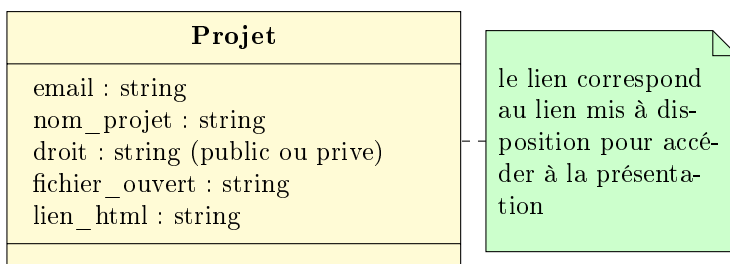 Projet
email : string
nom_projet : string
droit : string (public ou prive)
fichier_ouvert : string
lien_html : string
le lien correspond
au lien mis à dis-
position pour accé-
der à la présenta-
tion